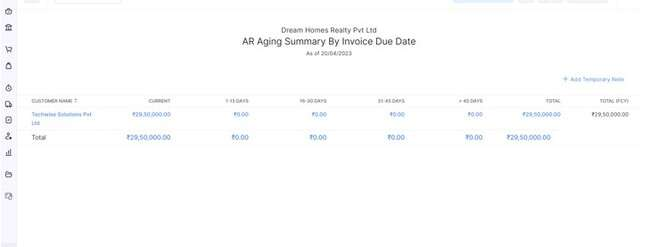 Dream Homes Realty Pvt Ltd
AR Aging Summary By Invoice Due Date
As of 20/04/2023
+ Add Temporary Note
CUSTOMER NAME CURRENT 1-15 DAYS 16-30 DAYS 31-45 DAYS > 45 DAYS TOTAL TOTAL (FCY)
Techwise Solutions Pvt ₹29,50,000.00 ₹0.00 ₹0.00 ₹0.00 ₹0.00 ₹29,50,000.00 ₹29,50,000.00
Ltd
Total ₹29,50,000.00 ₹0.00 ₹0.00 ₹0.00 ₹0.00 ₹29,50,000.00